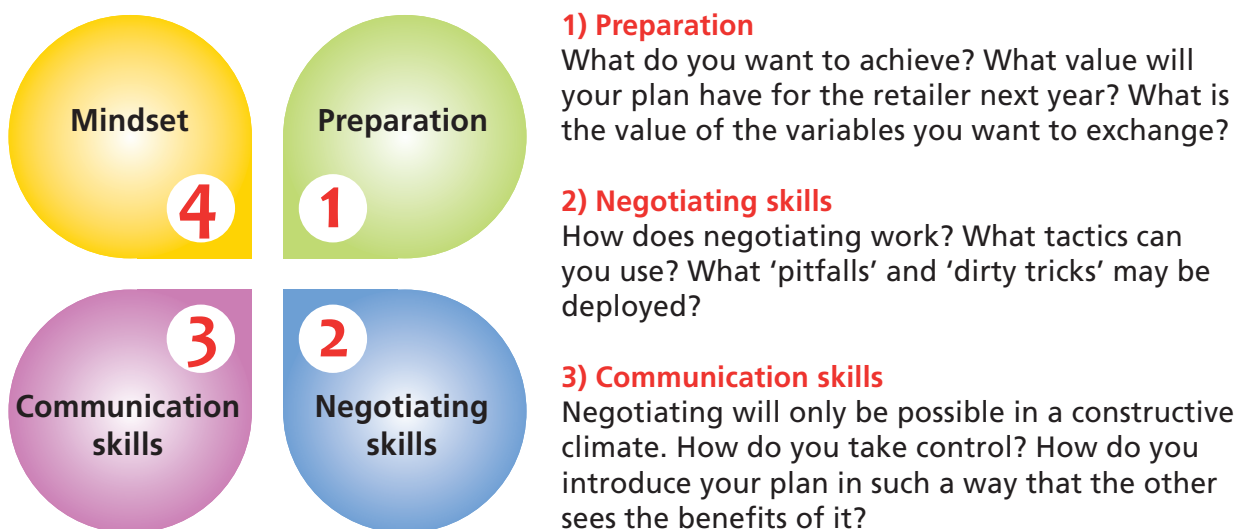 Mindset
4
Preparation
1
3
Communication
skills
2
Negotiating
skills
1) Preparation
What do you want to achieve? What value will
your plan have for the retailer next year? What is
the value of the variables you want to exchange?
2) Negotiating skills
How does negotiating work? What tactics can
you use? What ‘pitfalls’ and ‘dirty tricks’ may be
deployed?
3) Communication skills
Negotiating will only be possible in a constructive
climate. How do you take control? How do you
introduce your plan in such a way that the other
sees the benefits of it?